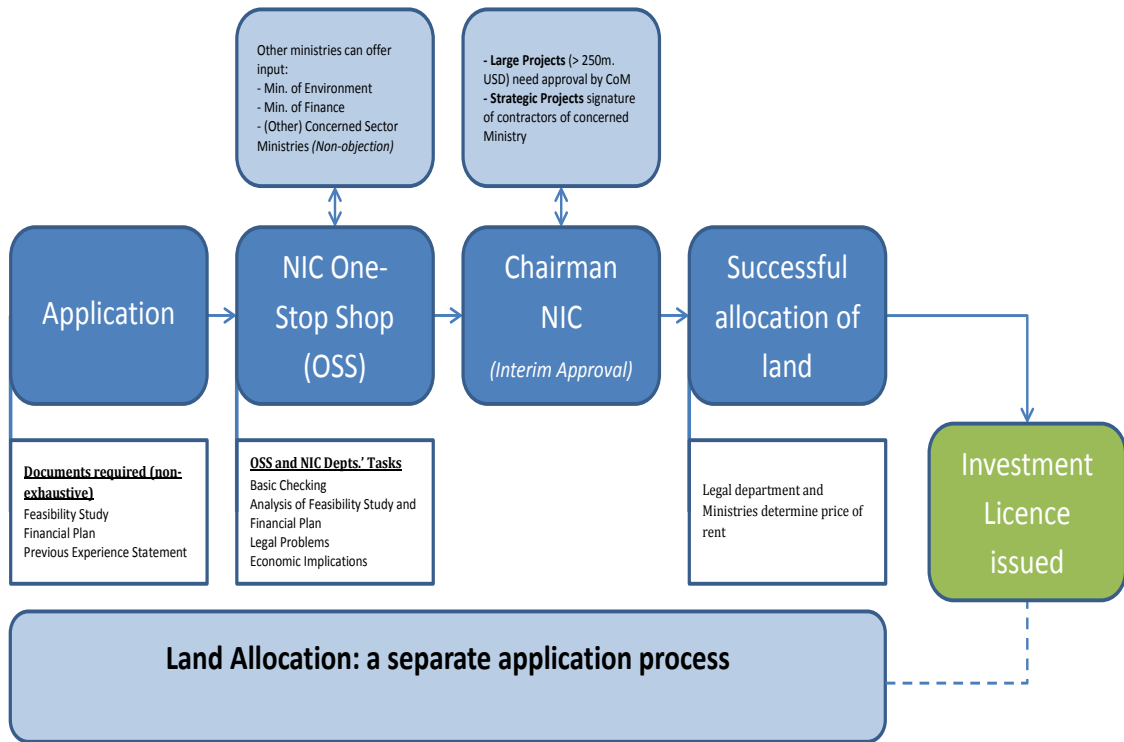 Other ministries can offer
input:
- Min. of Environment
- Min. of Finance
- (Other) Concerned Sector
Ministries (Non-objection)
- Large Projects (> 250m.
USD) need approval by CoM
- Strategic Projects signature
of contractors of concerned
Ministry
Application
NIC One-
Stop Shop
(OSS)
Chairman
NIC
(Interim Approval)
Successful
allocation of
land
Documents required (non-
exhaustive)
Feasibility Study
Financial Plan
Previous Experience Statement
OSS and NIC Depts.' Tasks
Basic Checking
Analysis of Feasibility Study and
Financial Plan
Legal Problems
Economic Implications
Legal department and
Ministries determine price of
rent
Investment
Licence
issued
Land Allocation: a separate application process